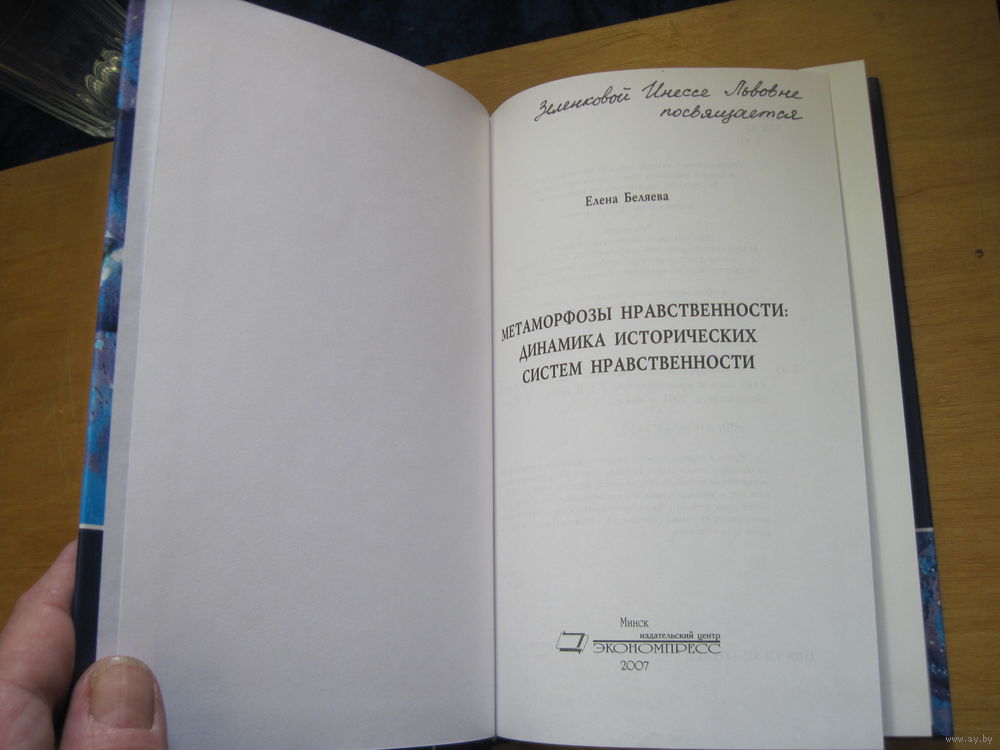 Зеленковой Инессе Львовне
посвящается
Елена Беляева
МЕТАМОРФОЗЫ НРАВСТВЕННОСТИ:
ДИНАМИКА ИСТОРИЧЕСКИХ
СИСТЕМ НРАВСТВЕННОСТИ
Минск
издательский центр
ЭКОНОМПРЕСС
2007
www.ay.by